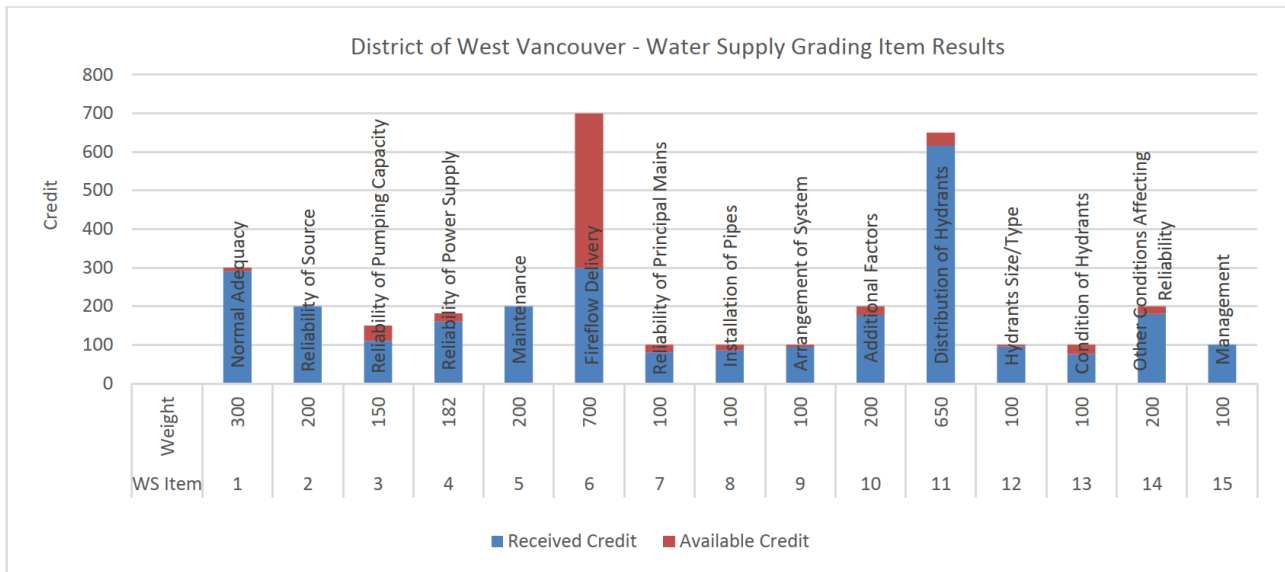 District of West Vancouver - Water Supply Grading Item Results
Credit
800
700
600
500
400
300
200
100
0
Normal Adequacy
Reliability of Source
Reliability of Pumping Capacity
Reliability of Power Supply
Maintenance
Fireflow Delivery
Reliability of Principal Mains
Installation of Pipes
Arrangement of System
Additional Factors
Distribution of Hydrants
Hydrants Size/Type
Condition of Hydrants
Other Conditions Affecting
Reliability
Management
Weight 300 200 150 182 200 700 100 100 100 200 650 100 100 200 100
WS Item 1 2 3 4 5 6 7 8 9 10 11 12 13 14 15
Received Credit Available Credit